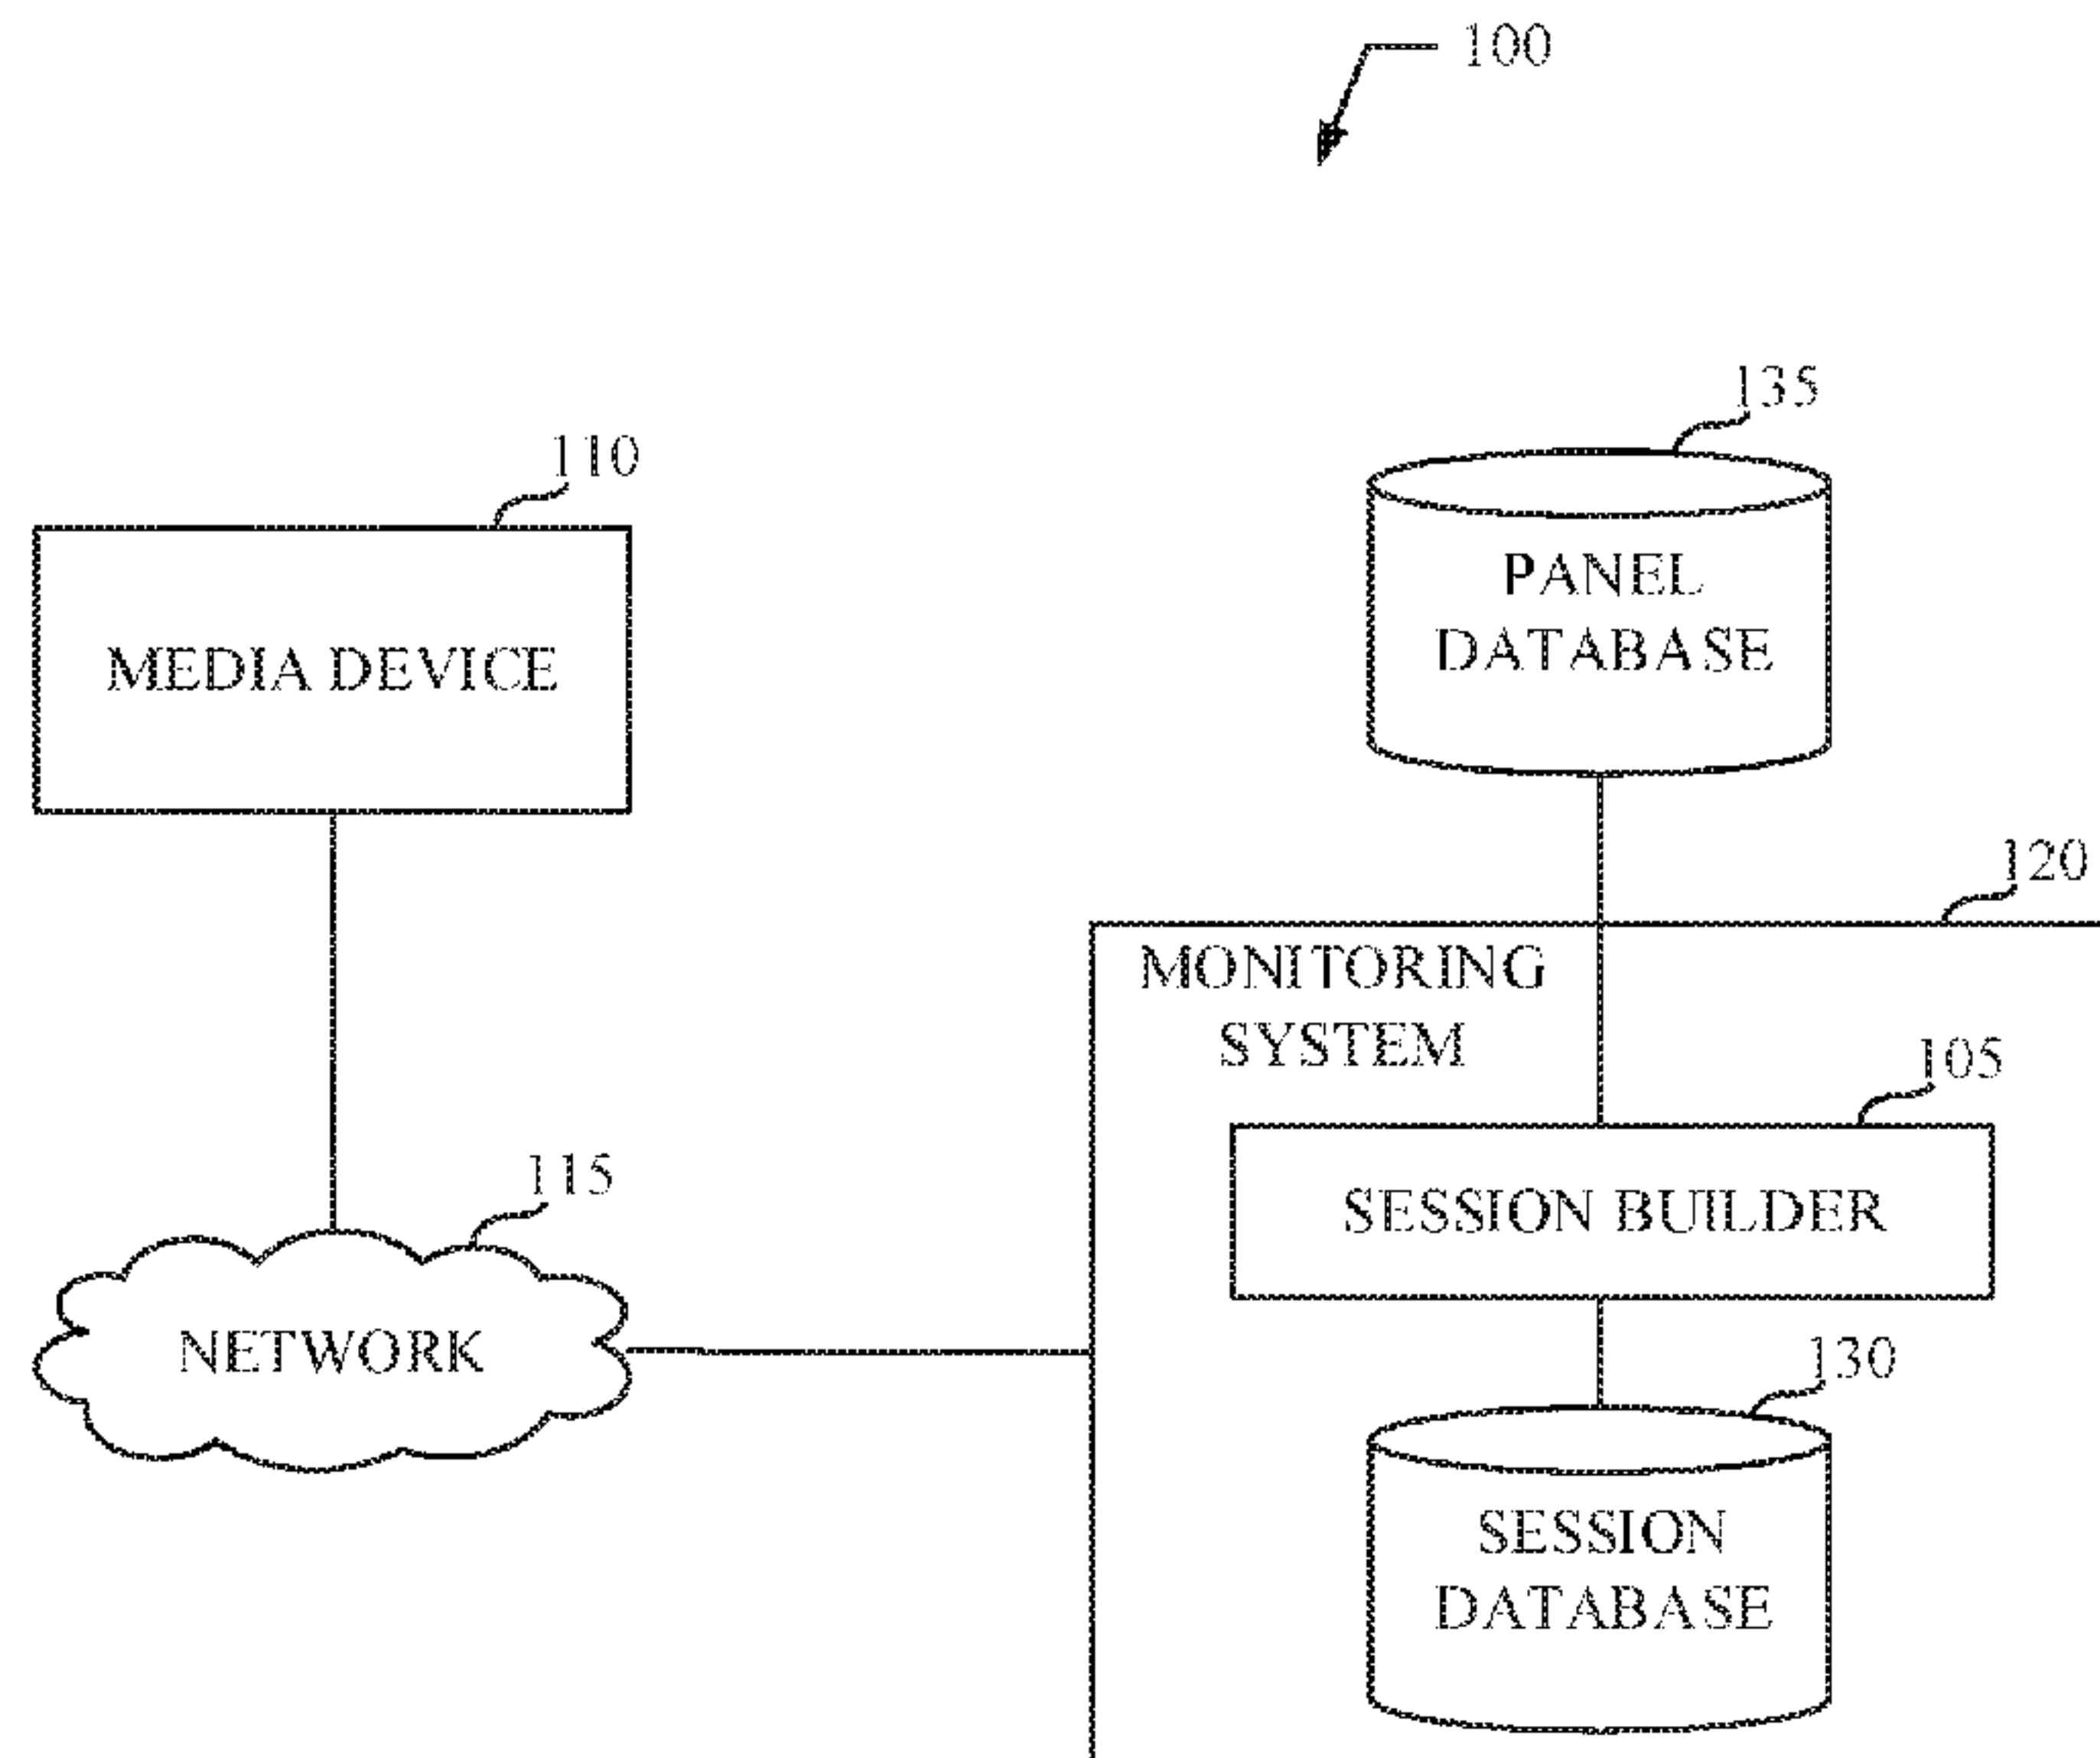 100
135
110
PANEL
DATABASE
MEDIA DEVICE
120
MONITORING
SYSTEM
105
SESSION BUILDER
115
NETWORK
130
SESSION
DATABASE